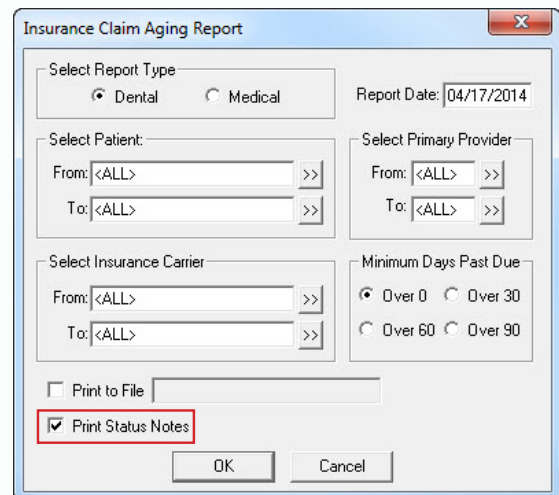 Insurance Claim Aging Report
Select Report Type
Dental Medical
Report Date: 04/17/2014
Select Patient:
From: <ALL> >>
To: <ALL> >>
Select Primary Provider
From: <ALL> >>
To: <ALL> >>
Select Insurance Carrier
From: <ALL> >>
To: <ALL> >>
Minimum Days Past Due
Over 0 Over 30
Over 60 Over 90
Print to File
Print Status Notes
OK Cancel